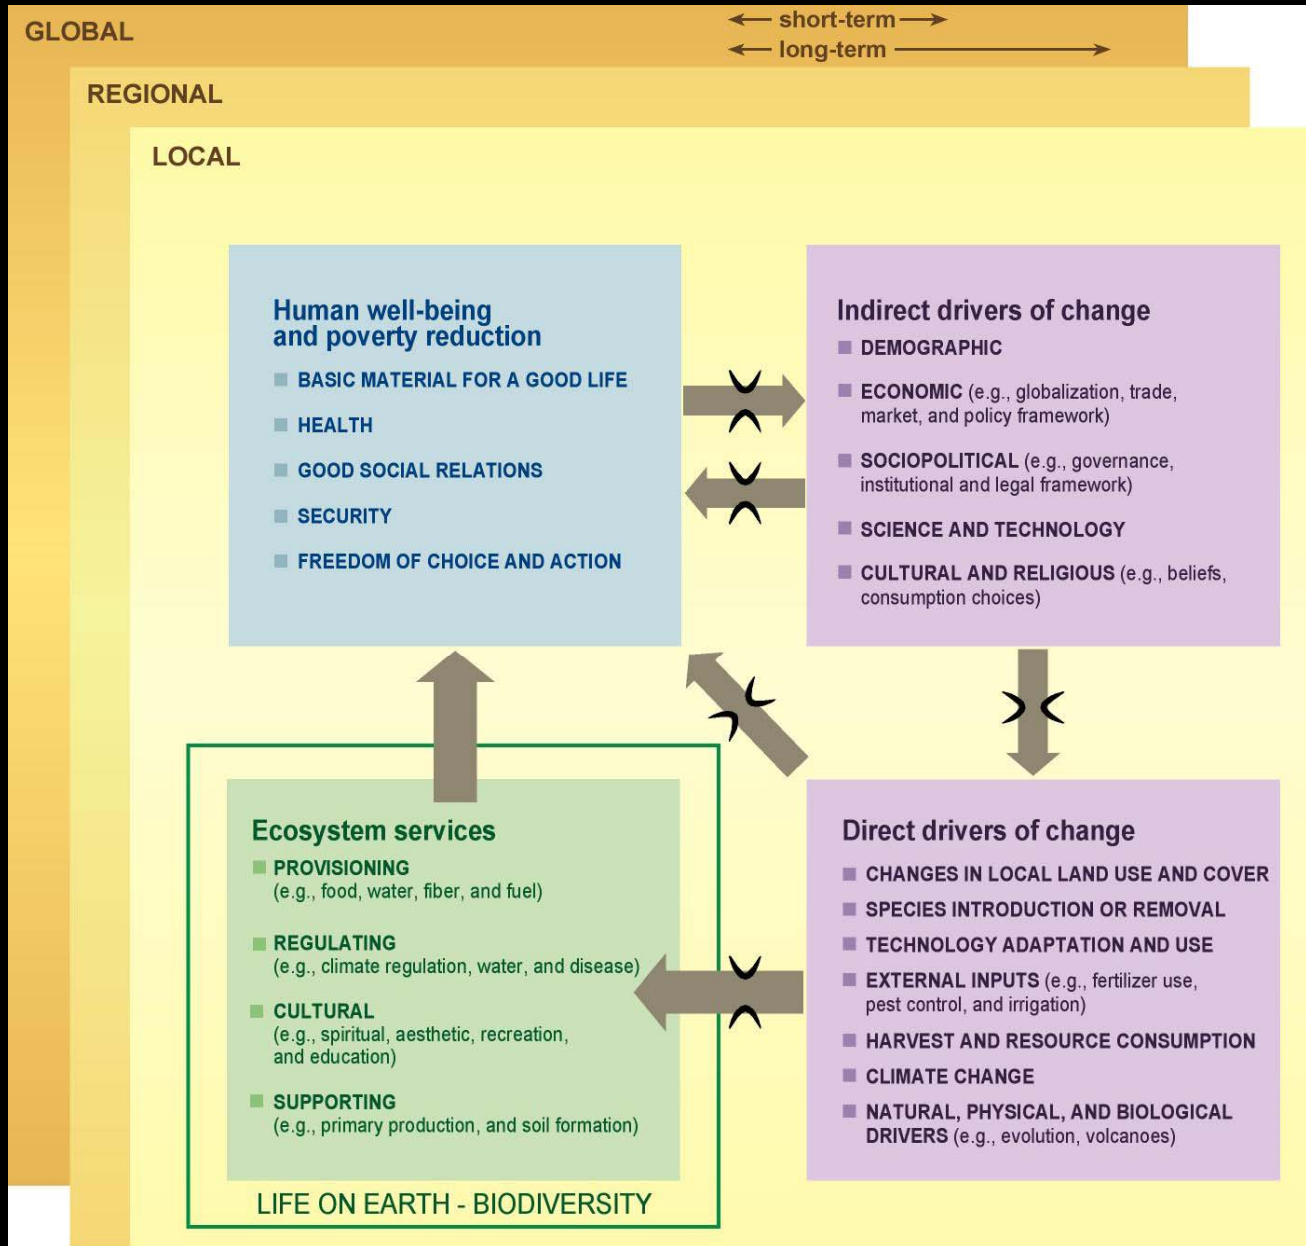 GLOBAL
short-term
long-term
REGIONAL
LOCAL
Human well-being
and poverty reduction
BASIC MATERIAL FOR A GOOD LIFE
HEALTH
GOOD SOCIAL RELATIONS
SECURITY
FREEDOM OF CHOICE AND ACTION
Indirect drivers of change
DEMOGRAPHIC
ECONOMIC (e.g., globalization, trade,
market, and policy framework)
SOCIOPOLITICAL (e.g., governance,
institutional and legal framework)
SCIENCE AND TECHNOLOGY
CULTURAL AND RELIGIOUS (e.g., beliefs,
consumption choices)
Ecosystem services
PROVISIONING
(e.g., food, water, fiber, and fuel)
REGULATING
(e.g., climate regulation, water, and disease)
CULTURAL
(e.g., spiritual, aesthetic, recreation,
and education)
SUPPORTING
(e.g., primary production, and soil formation)
LIFE ON EARTH - BIODIVERSITY
Direct drivers of change
CHANGES IN LOCAL LAND USE AND COVER
SPECIES INTRODUCTION OR REMOVAL
TECHNOLOGY ADAPTATION AND USE
EXTERNAL INPUTS (e.g., fertilizer use,
pest control, and irrigation)
HARVEST AND RESOURCE CONSUMPTION
CLIMATE CHANGE
NATURAL, PHYSICAL, AND BIOLOGICAL
DRIVERS (e.g., evolution, volcanoes)